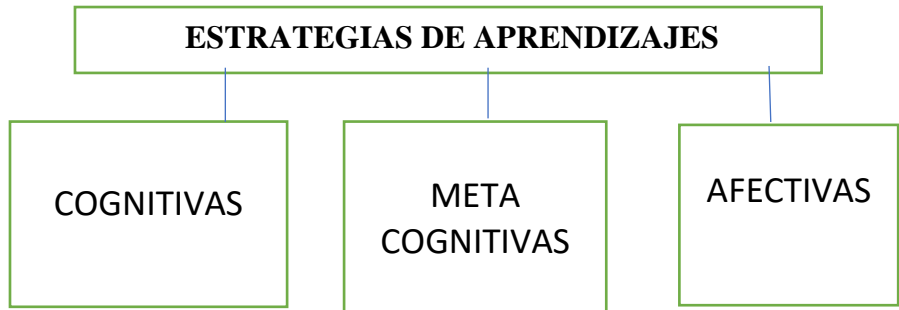 ESTRATEGIAS DE APRENDIZAJES
COGNITIVAS
META
COGNITIVAS
AFECTIVAS